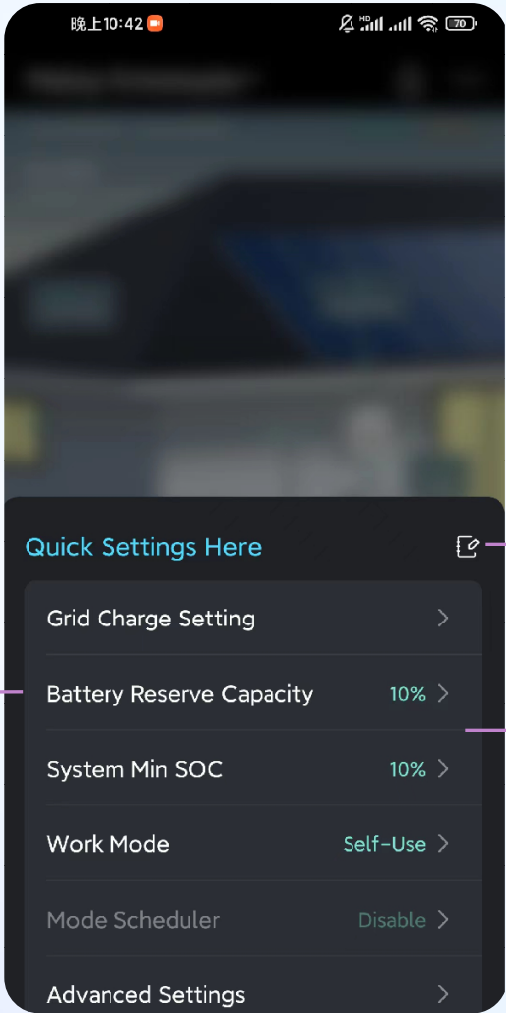 晚上10:42 HD 70
Quick Settings Here
Grid Charge Setting
Battery Reserve Capacity 10%
System Min SOC 10%
Work Mode Self-Use
Mode Scheduler Disable
Advanced Settings